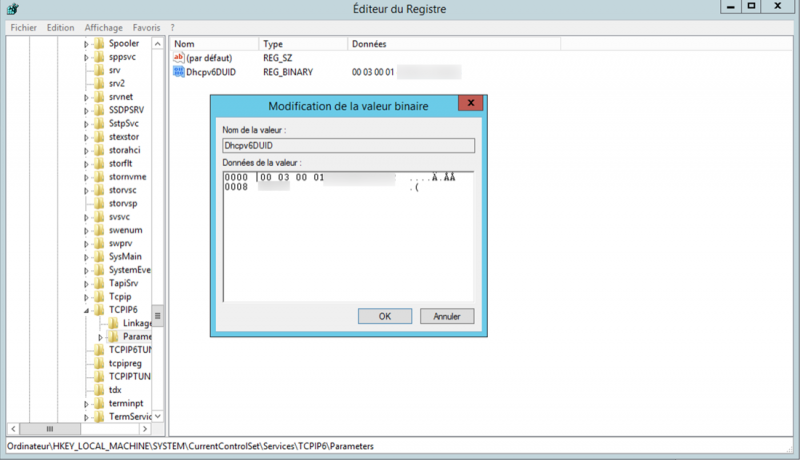 Éditeur du Registre
Fichier Edition Affichage Favoris ?
Spooler
sppsvc
srv
srv2
srvnet
SSDPSRV
SstpSvc
stexstor
storahci
storflt
stornvme
storvsc
storvsp
svsvc
swenum
swprv
SysMain
SystemEve
TapiSrv
Tcpip
TCPIP6
Linkage
Parame
TCPIP6TUN
tcpipreg
TCPIPTUN
tdx
terminpt
TermServic
Nom Type Données
(par défaut) REG_SZ
Dhcpv6DUID REG_BINARY 00 03 00 01
Modification de la valeur binaire
Nom de la valeur :
Dhcpv6DUID
Données de la valeur :
0000 00 03 00 01 ....Ä.ÅÅ
0008 .(
OK Annuler
Ordinateur\HKEY_LOCAL_MACHINE\SYSTEM\CurrentControlSet\Services\TCPIP6\Parameters